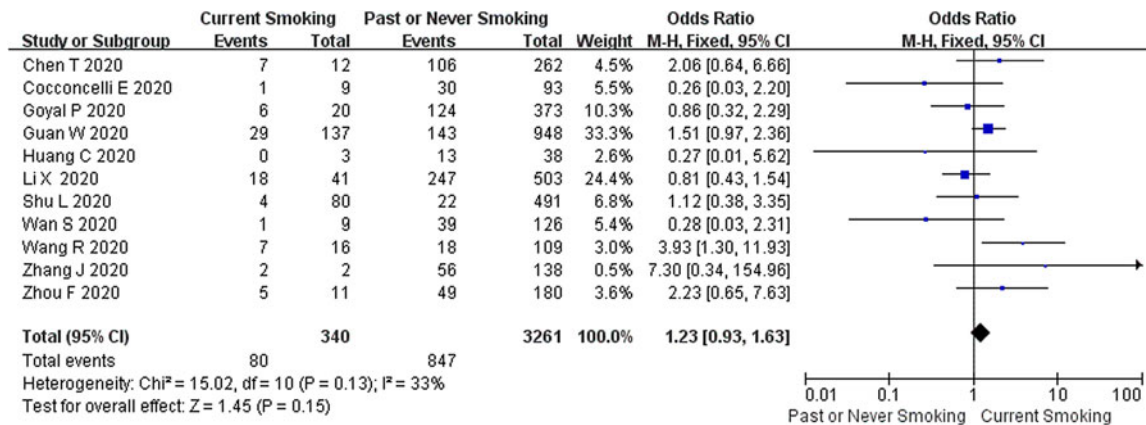 Current Smoking Past or Never Smoking Odds Ratio Odds Ratio
Study or Subgroup Events Total Events Total Weight M-H, Fixed, 95% CI M-H, Fixed, 95% CI
Chen T 2020 7 12 106 262 4.5% 2.06 [0.64, 6.66]
Cocconcelli E 2020 1 9 30 93 5.5% 0.26 [0.03, 2.20]
Goyal P 2020 6 20 124 373 10.3% 0.86 [0.32, 2.29]
Guan W 2020 29 137 143 948 33.3% 1.51 [0.97, 2.36]
Huang C 2020 0 3 13 38 2.6% 0.27 [0.01, 5.62]
Li X 2020 18 41 247 503 24.4% 0.81 [0.43, 1.54]
Shu L 2020 4 80 22 491 6.8% 1.12 [0.38, 3.35]
Wan S 2020 1 9 39 126 5.4% 0.28 [0.03, 2.31]
Wang R 2020 7 16 18 109 3.0% 3.93 [1.30, 11.93]
Zhang J 2020 2 2 56 138 0.5% 7.30 [0.34, 154.96]
Zhou F 2020 5 11 49 180 3.6% 2.23 [0.65, 7.63]
Total (95% CI) 340 3261 100.0% 1.23 [0.93, 1.63]
Total events 80 847
Heterogeneity: Chi² = 15.02, df = 10 (P = 0.13); I² = 33%
Test for overall effect: Z = 1.45 (P = 0.15)
0.01 0.1 1 10 100
Past or Never Smoking Current Smoking